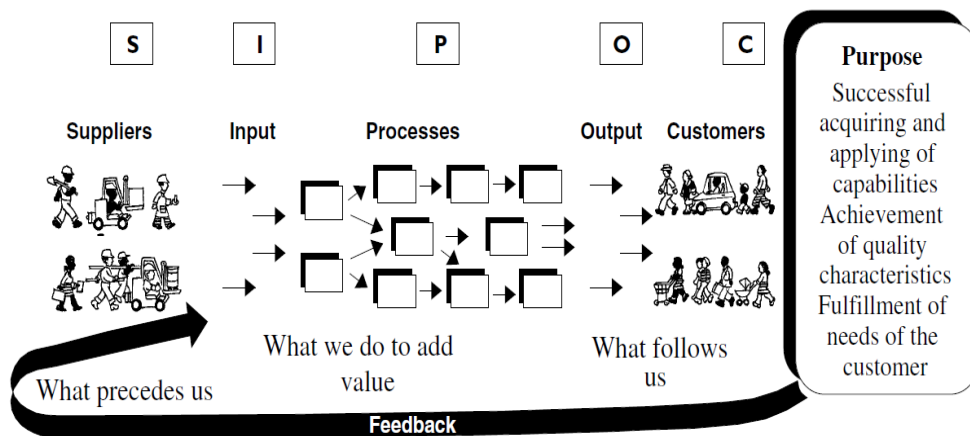 S
I
P
O
C
Suppliers
Input
Processes
Output
Customers
Purpose
Successful
acquiring and
applying of
capabilities
Achievement
of quality
characteristics
Fulfillment of
needs of the
customer
What precedes us
What we do to add
value
What follows
us
Feedback